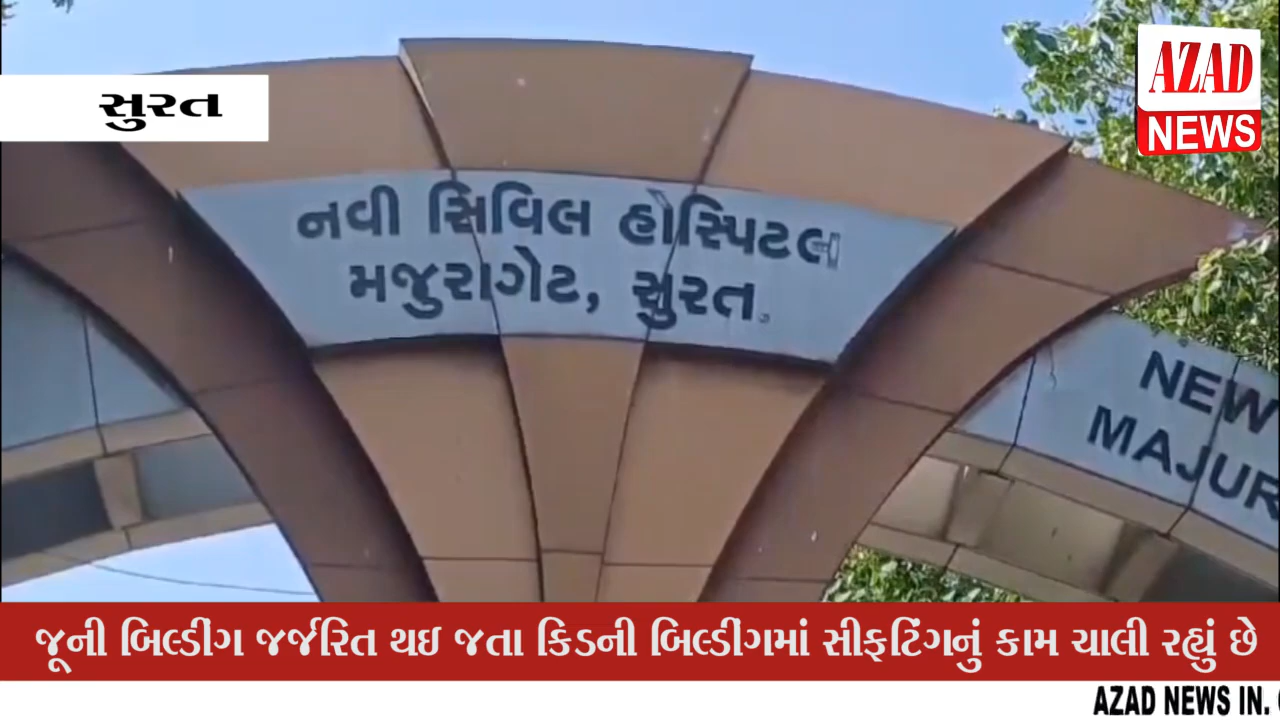 સુરત
AZAD
NEWS
નવી સિવિલ હોસ્પિટલ
મજુરાગેટ, સુરત.
NEW
MAJUR
જૂની બિલ્ડીંગ જર્જરિત થઇ જતા કિડની બિલ્ડીંગમાં સીફટિંગનું કામ ચાલી રહ્યું છે
AZAD NEWS IN.